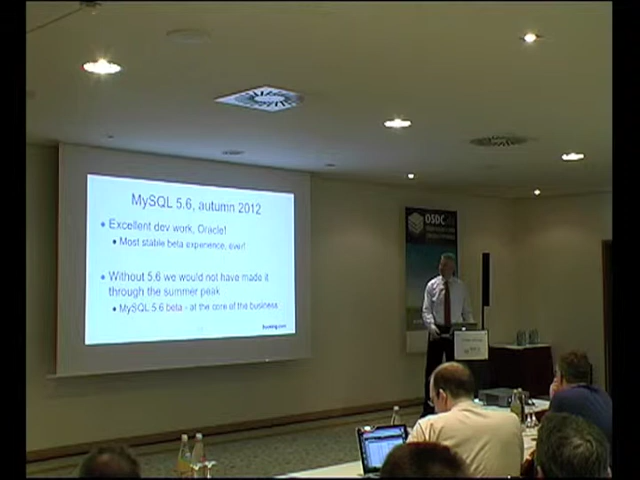 MySQL 5.6, autumn 2012
• Excellent dev work, Oracle!
• Most stable beta experience, ever!
• Without 5.6 we would not have made it
through the summer peak
• MySQL 5.6 beta - at the core of the business
Booking.com
OSDC